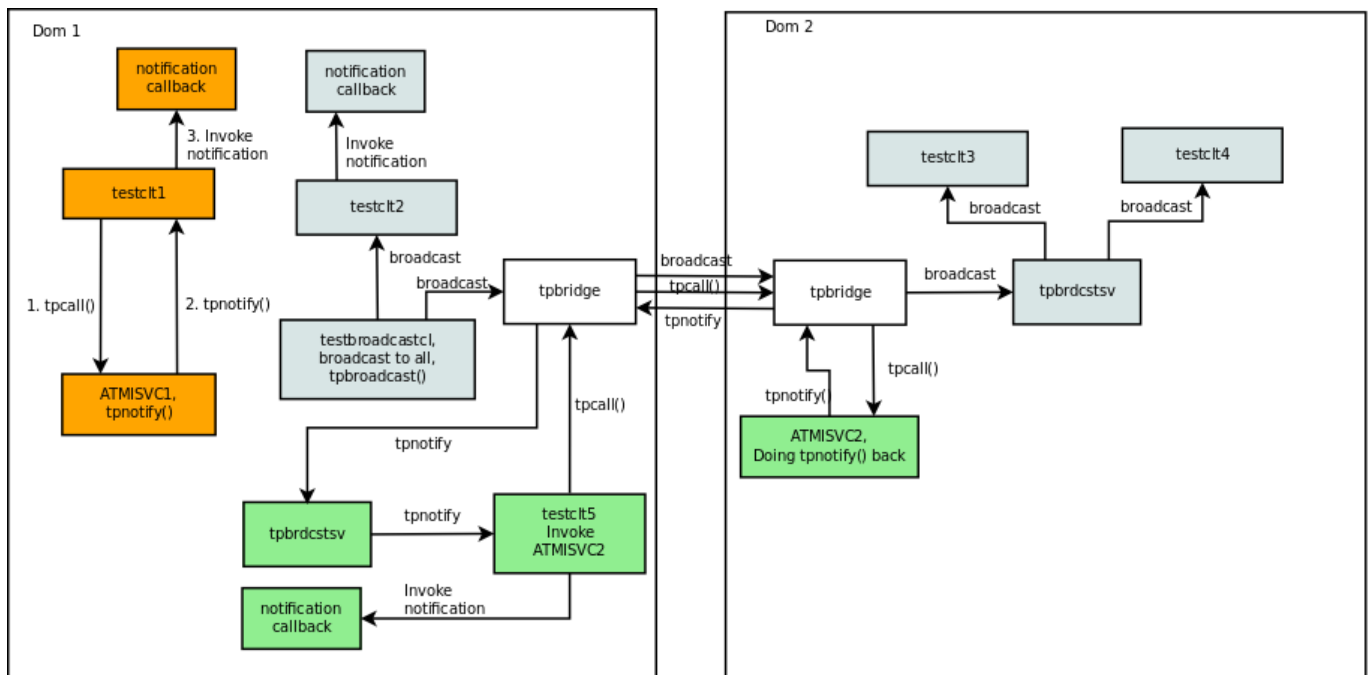 Dom 1
notification
callback
3. Invoke
notification
testclt1
1. tpcall()
2. tpnotify()
ATMISVC1,
tpnotify()
notification
callback
Invoke
notification
testclt2
broadcast
broadcast
testbroadcastcl,
broadcast to all,
tpbroadcast()
tpbridge
tpcall()
tpnotify
tpbrdcstsv
tpnotify
testclt5
Invoke
ATMISVC2
Invoke
notification
notification
callback
broadcast
tpcall()
tpnotify
Dom 2
testclt3
testclt4
broadcast
broadcast
tpbridge
broadcast
tpbrdcstsv
tpcall()
tpnotify()
ATMISVC2,
Doing tpnotify() back